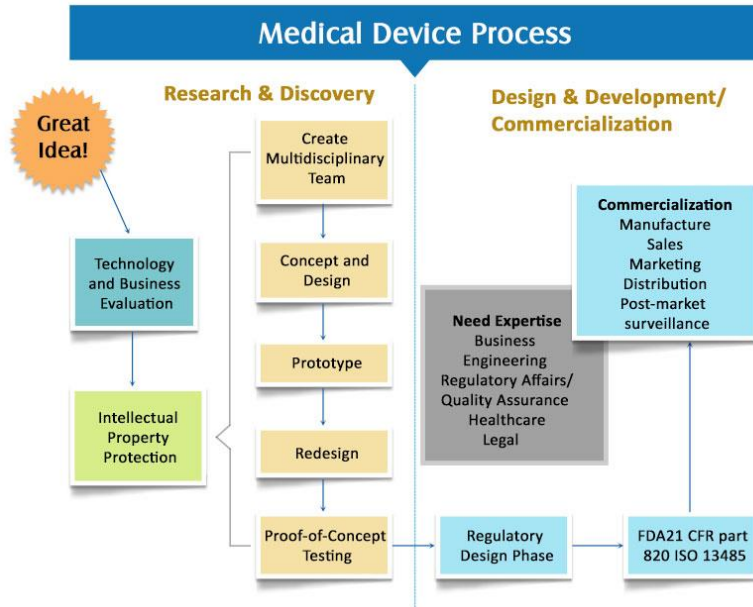 Medical Device Process
Research & Discovery
Design & Development/
Commercialization
Great
Idea!
Technology
and Business
Evaluation
Intellectual
Property
Protection
Create
Multidisciplinary
Team
Concept and
Design
Prototype
Redesign
Proof-of-Concept
Testing
Need Expertise
Business
Engineering
Regulatory Affairs/
Quality Assurance
Healthcare
Legal
Regulatory
Design Phase
FDA21 CFR part
820 ISO 13485
Commercialization
Manufacture
Sales
Marketing
Distribution
Post-market
surveillance